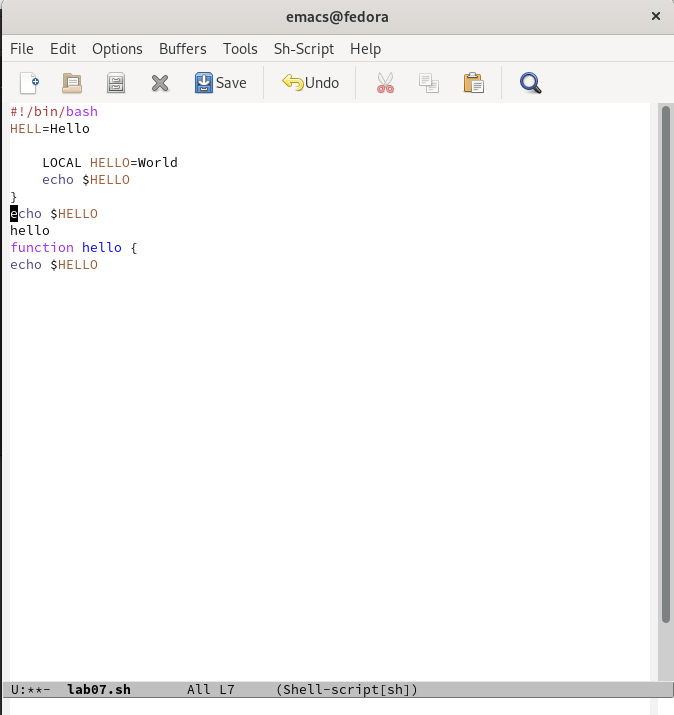 emacs@fedora ×
File Edit Options Buffers Tools Sh-Script Help
Save Undo
#!/bin/bash
HELL=Hello
    LOCAL HELLO=World
    echo $HELLO
}
echo $HELLO
hello
function hello {
echo $HELLO
U:**-  lab07.sh       All L7     (Shell-script[sh])